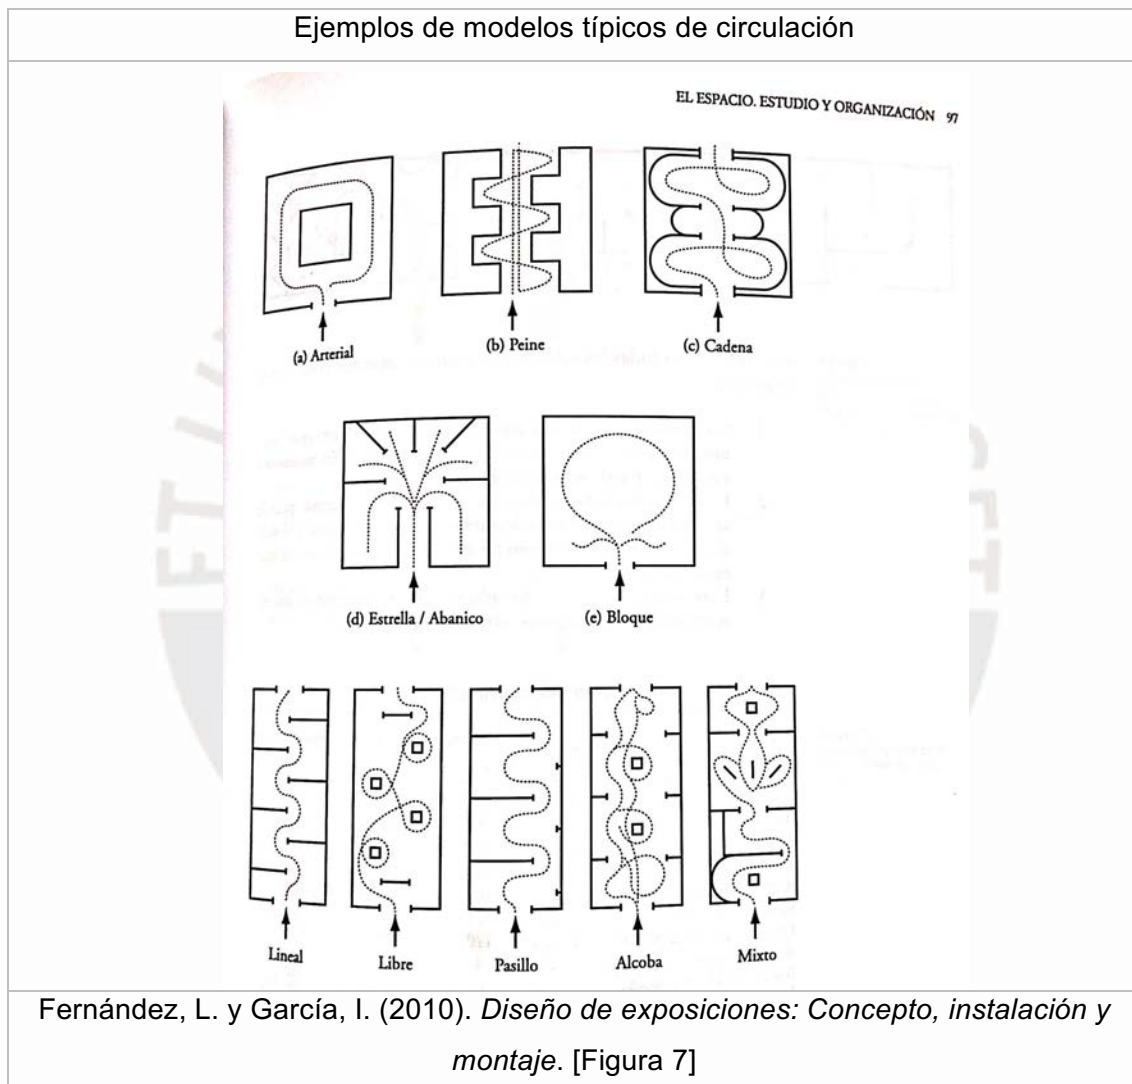 Ejemplos de modelos típicos de circulación
EL ESPACIO. ESTUDIO Y ORGANIZACIÓN 97
(a) Arterial
(b) Peine
(c) Cadena
(d) Estrella / Abanico
(e) Bloque
Lineal
Libre
Pasillo
Alcoba
Mixto
Fernández, L. y García, I. (2010). Diseño de exposiciones: Concepto, instalación y
montaje. [Figura 7]